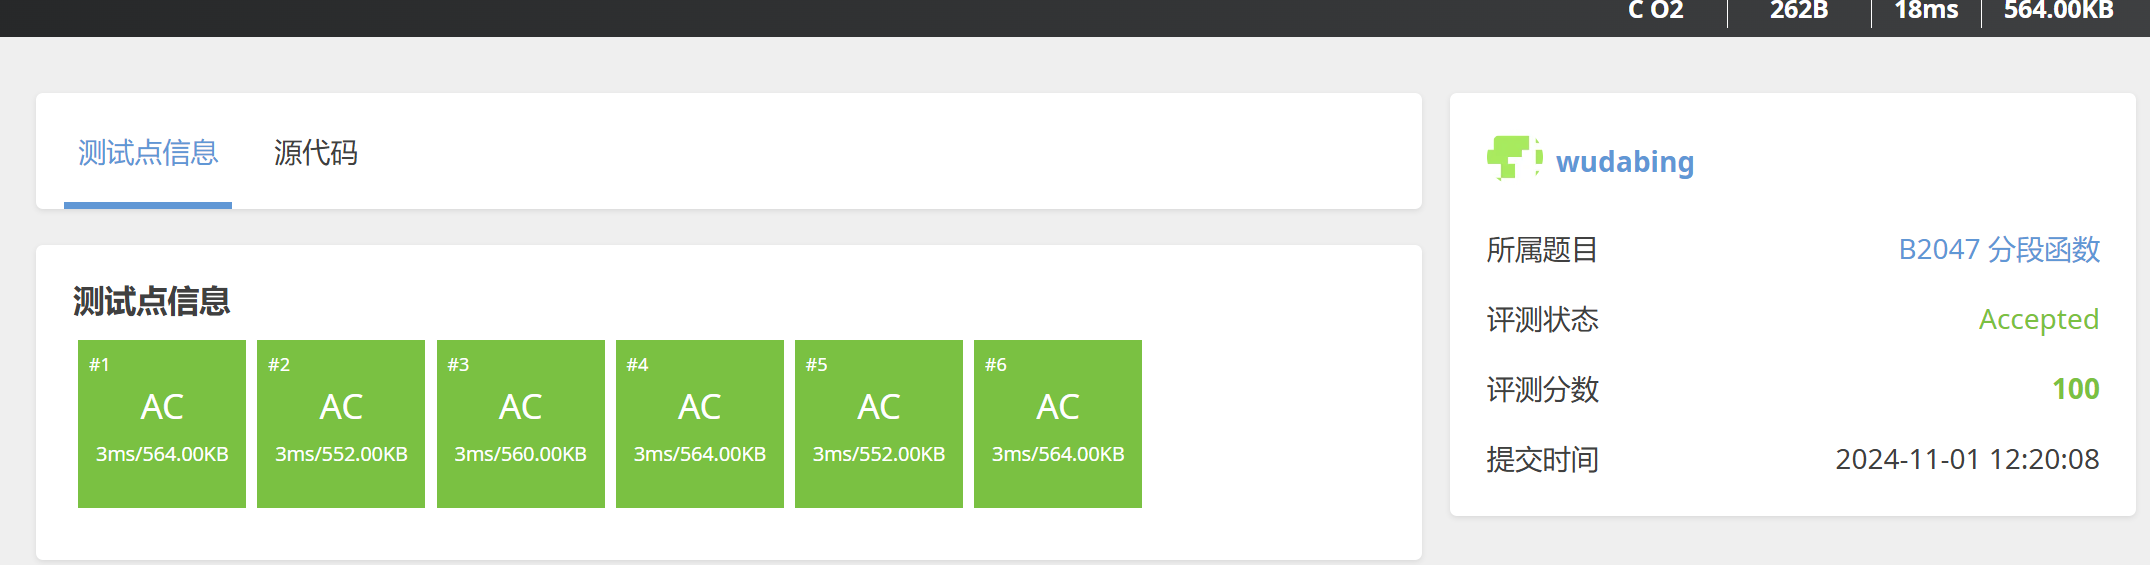 C O2 262B 18ms 564.00KB
测试点信息 源代码
测试点信息
#1 #2 #3 #4 #5 #6
AC AC AC AC AC AC
3ms/564.00KB 3ms/552.00KB 3ms/560.00KB 3ms/564.00KB 3ms/552.00KB 3ms/564.00KB
wudabing
所属题目 B2047 分段函数
评测状态 Accepted
评测分数 100
提交时间 2024-11-01 12:20:08